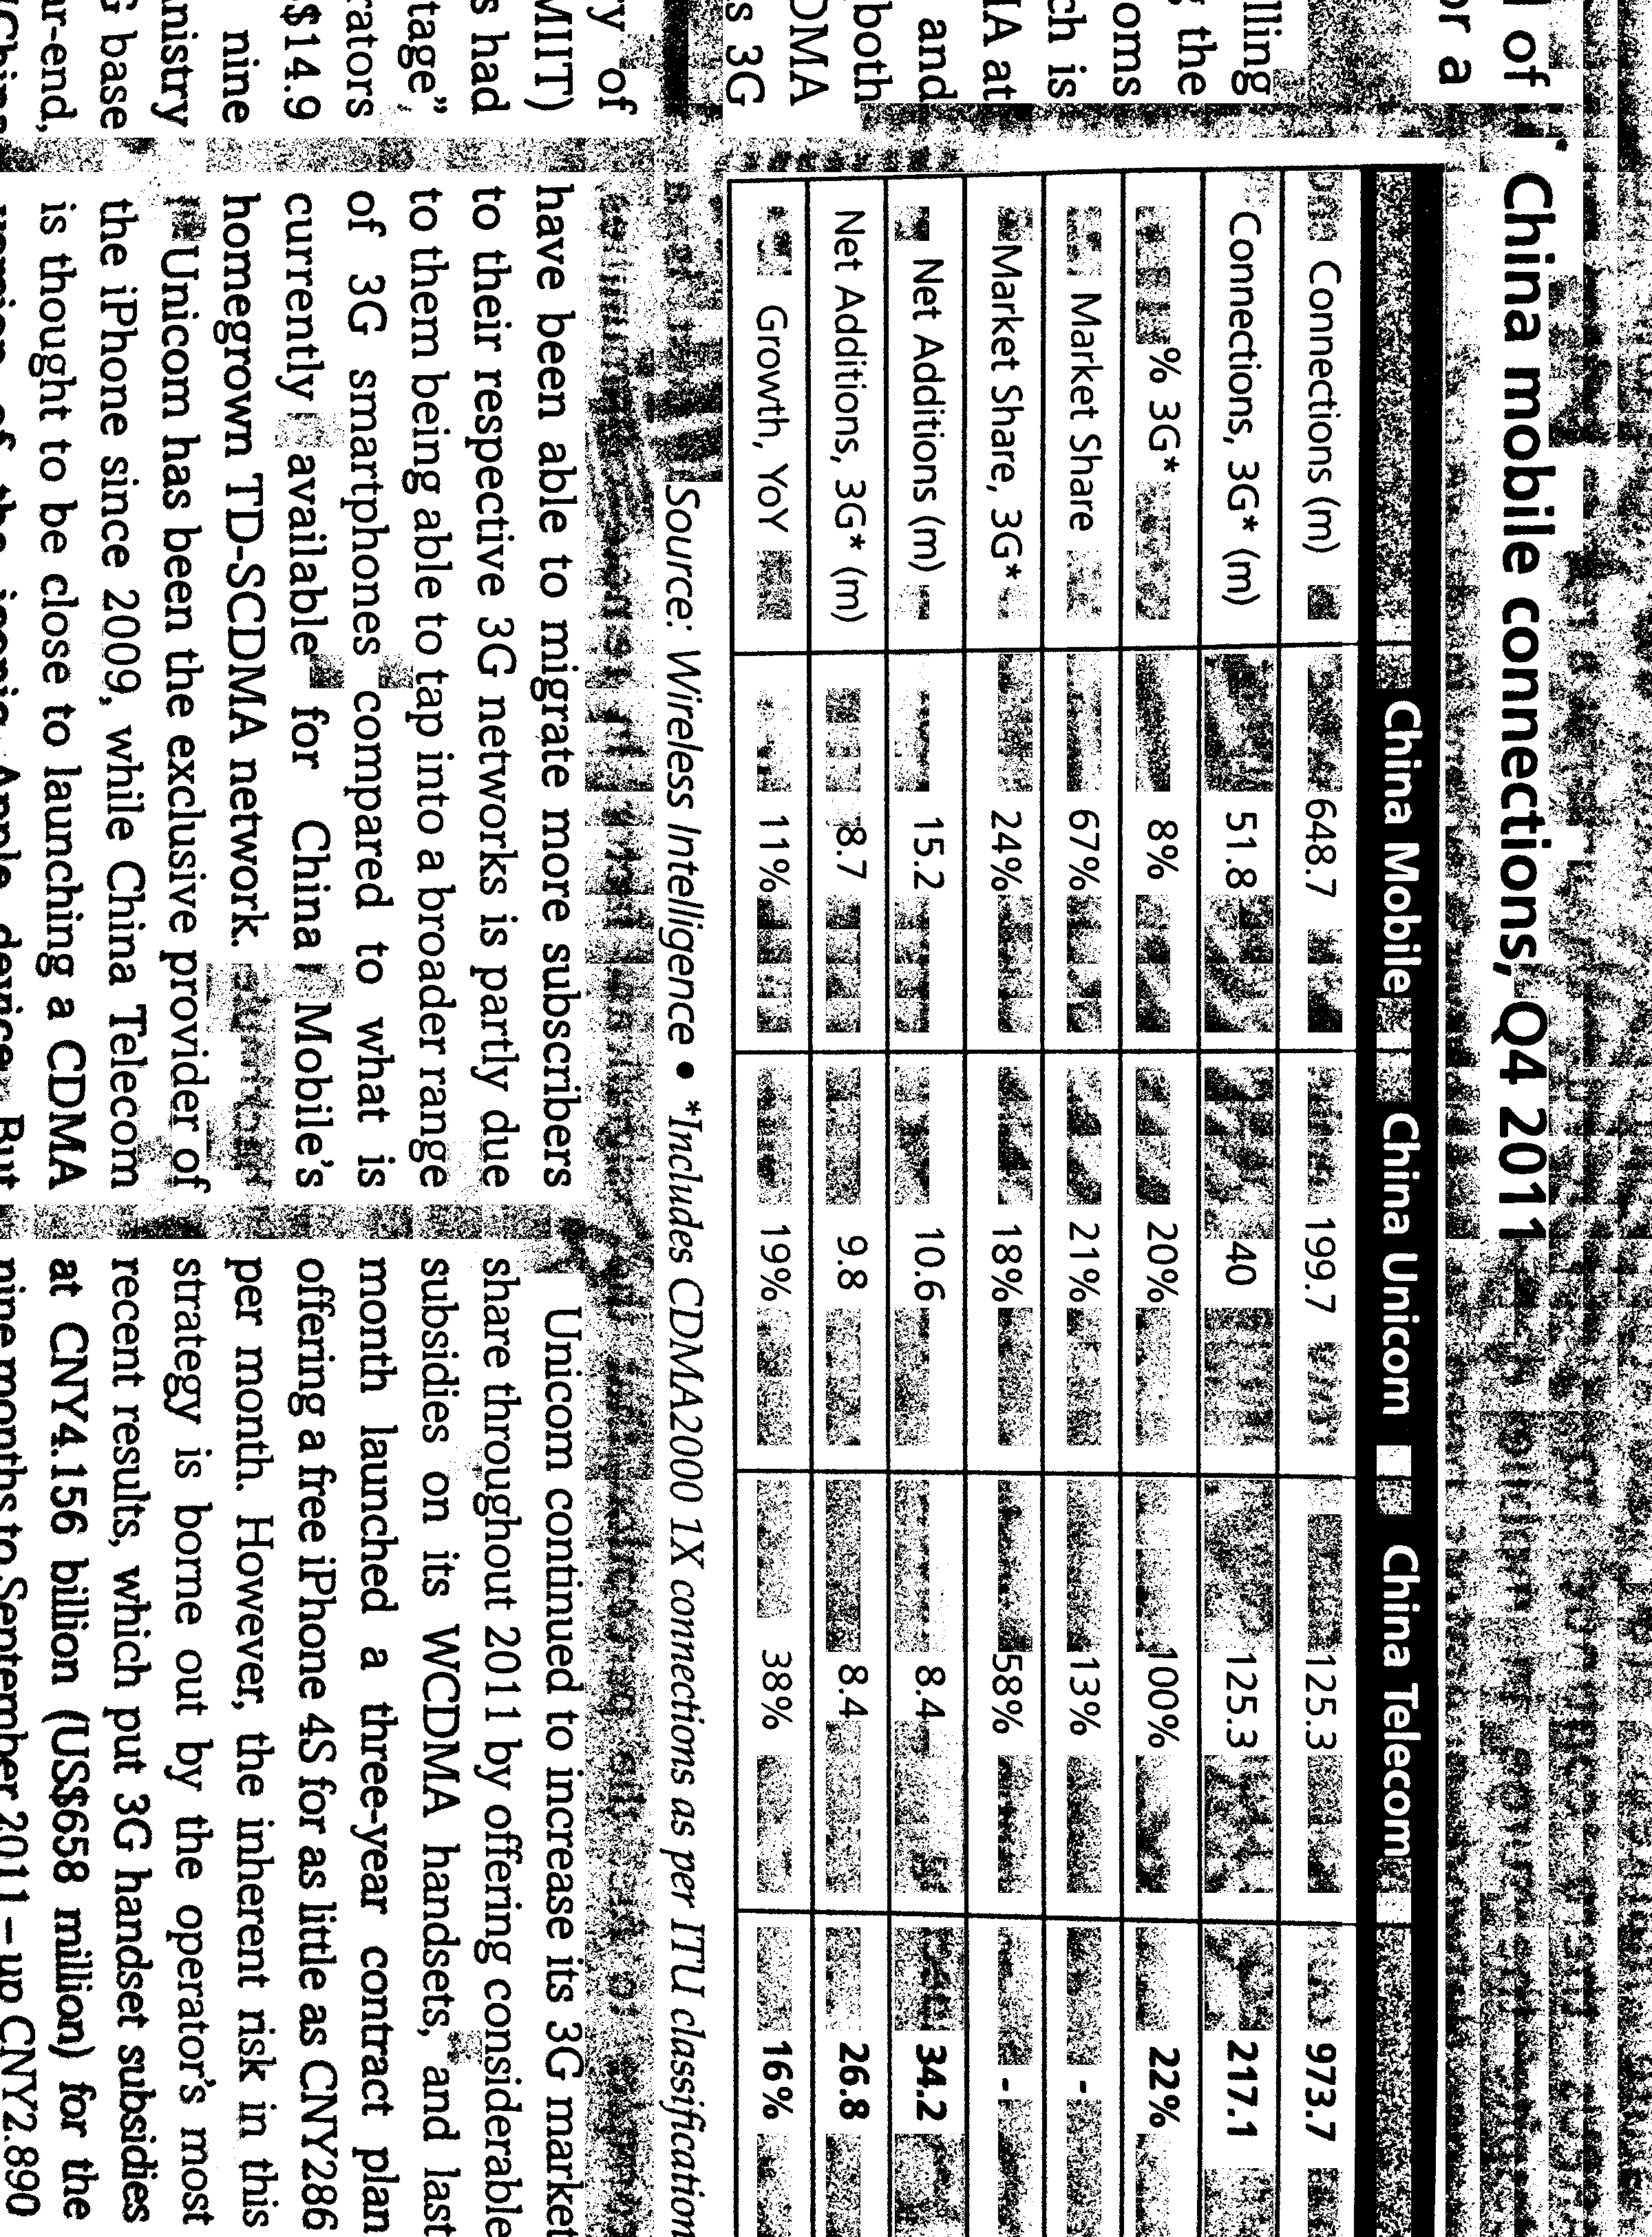 l of
or a
lling
the
oms
ch is
IA at
and
both
DMA
s 3G
ry of
MIIT)
s had
tage”
rators
$14.9
nine
nistry
G base
ar-end,
China mobile connections, Q4 2011
China Mobile China Unicom China Telecom
Connections (m) 648.7 199.7 125.3 973.7
Connections, 3G* (m) 51.8 40 125.3 217.1
% 3G* 8% 20% 100% 22%
Market Share 67% 21% 13% -
Market Share, 3G* 24% 18% 58% -
Net Additions (m) 15.2 10.6 8.4 34.2
Net Additions, 3G* (m) 8.7 9.8 8.4 26.8
Growth, YoY 11% 19% 38% 16%
Source: Wireless Intelligence • *Includes CDMA2000 1X connections as per ITU classification
have been able to migrate more subscribers
to their respective 3G networks is partly due
to them being able to tap into a broader range
of 3G smartphones compared to what is
currently available for China Mobile’s
homegrown TD-SCDMA network.
Unicom has been the exclusive provider of
the iPhone since 2009, while China Telecom
is thought to be close to launching a CDMA
version of the iconic Apple device. But
Unicom continued to increase its 3G market
share throughout 2011 by offering considerable
subsidies on its WCDMA handsets, and last
month launched a three-year contract plan
offering a free iPhone 4S for as little as CNY286
per month. However, the inherent risk in this
strategy is borne out by the operator’s most
recent results, which put 3G handset subsidies
at CNY4.156 billion (US$658 million) for the
nine months to September 2011 – up CNY2.890